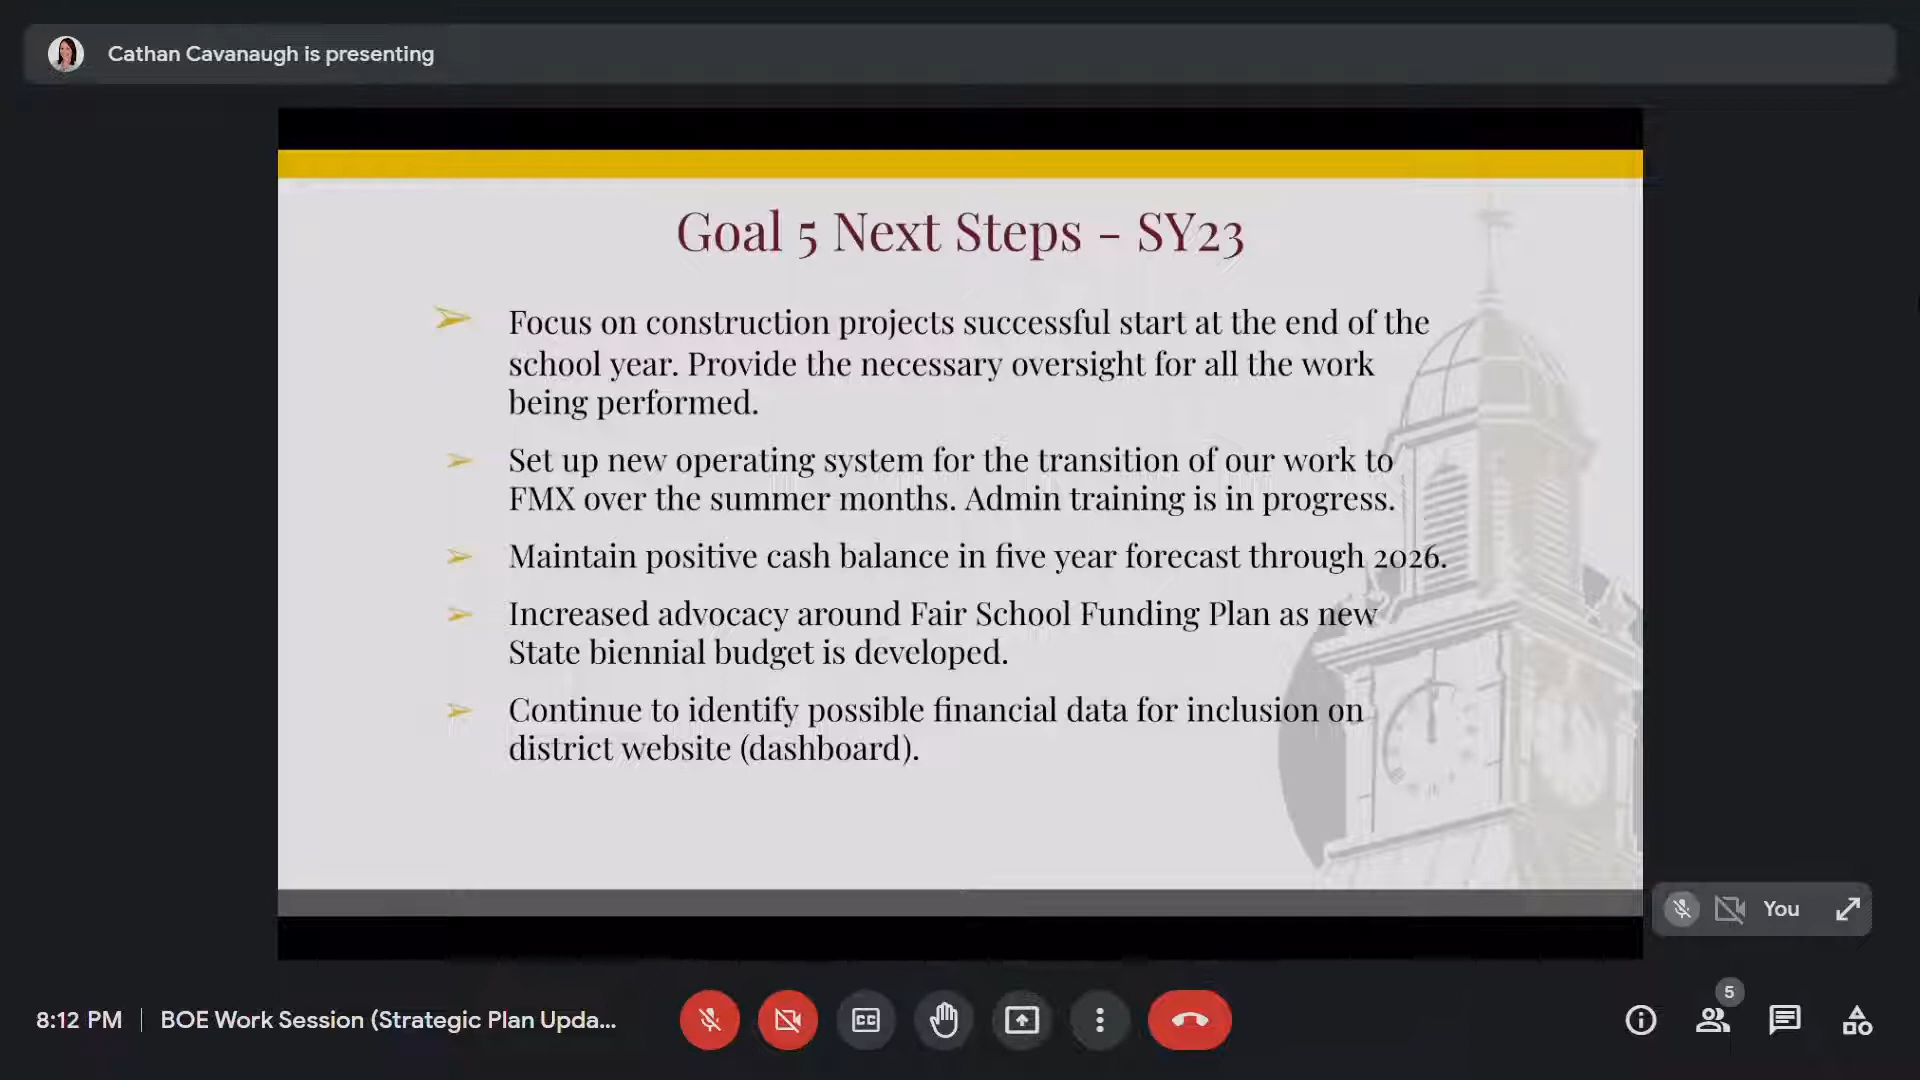 Cathan Cavanaugh is presenting
Goal 5 Next Steps - SY23
➢ Focus on construction projects successful start at the end of the
school year. Provide the necessary oversight for all the work
being performed.
➢ Set up new operating system for the transition of our work to
FMX over the summer months. Admin training is in progress.
➢ Maintain positive cash balance in five year forecast through 2026.
➢ Increased advocacy around Fair School Funding Plan as new
State biennial budget is developed.
➢ Continue to identify possible financial data for inclusion on
district website (dashboard).
You
5
8:12 PM | BOE Work Session (Strategic Plan Upda...
CC